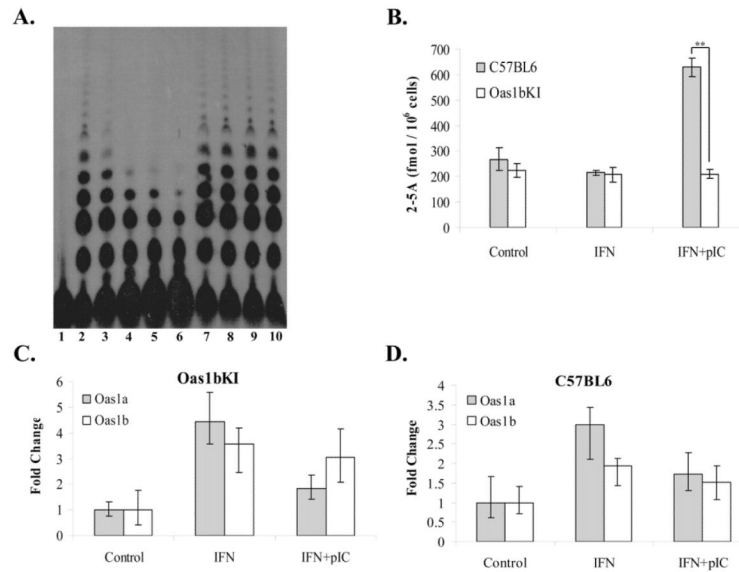 A.
1 2 3 4 5 6 7 8 9 10
B.
700
600
500
400
300
200
100
0
2-5A (fmol / 10⁶ cells)
C57BL6
Oas1bKI
**
Control IFN IFN+pIC
C.
Oas1bKI
6
5
4
3
2
1
0
Fold Change
Oas1a
Oas1b
Control IFN IFN+pIC
D.
C57BL6
4
3.5
3
2.5
2
1.5
1
0.5
0
Fold Change
Oas1a
Oas1b
Control IFN IFN+pIC